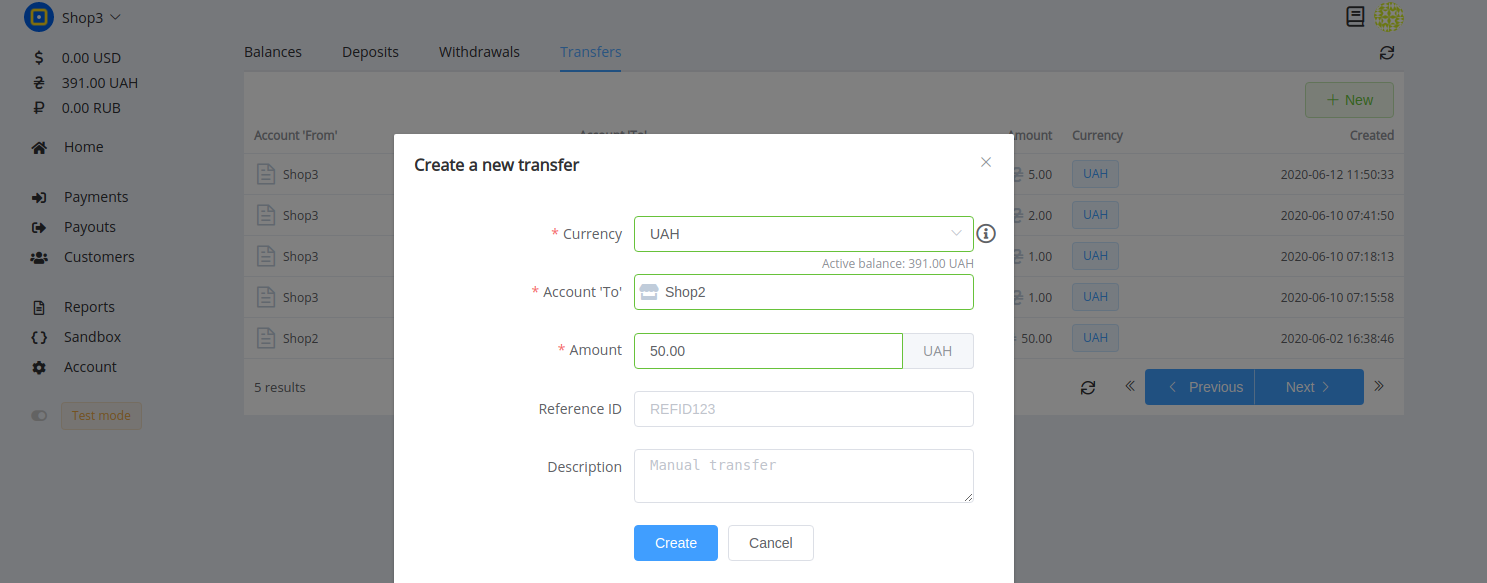 Shop3
0.00 USD
391.00 UAH
0.00 RUB
Home
Payments
Payouts
Customers
Reports
Sandbox
Account
Test mode
Balances Deposits Withdrawals Transfers
+ New
Account 'From' Account 'To' Amount Currency Created
Shop3 5.00 UAH 2020-06-12 11:50:33
Shop3 2.00 UAH 2020-06-10 07:41:50
Shop3 1.00 UAH 2020-06-10 07:18:13
Shop3 1.00 UAH 2020-06-10 07:15:58
Shop2 50.00 UAH 2020-06-02 16:38:46
5 results « < Previous Next > »
Create a new transfer
* Currency UAH
Active balance: 391.00 UAH
* Account 'To' Shop2
* Amount 50.00 UAH
Reference ID REFID123
Description Manual transfer
Create Cancel